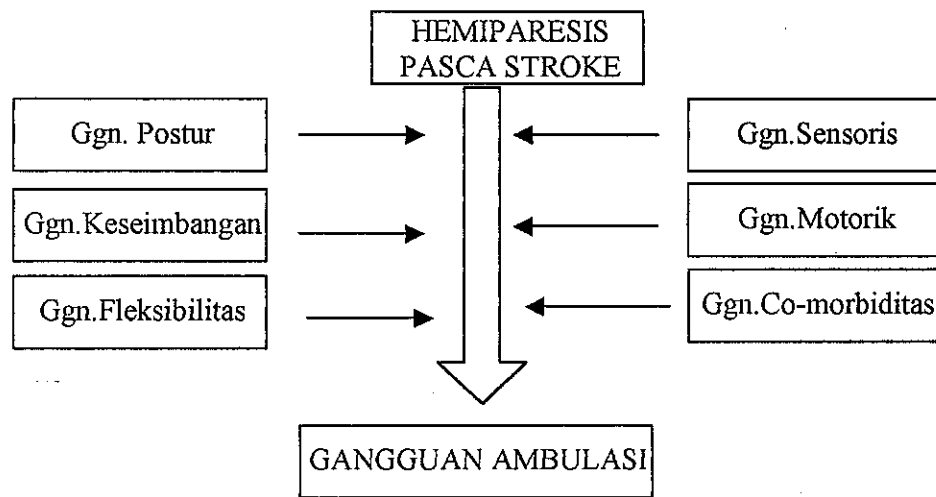 HEMIPARESIS
PASCA STROKE
Ggn. Postur
Ggn.Sensoris
Ggn.Keseimbangan
Ggn.Motorik
Ggn.Fleksibilitas
Ggn.Co-morbiditas
GANGGUAN AMBULASI